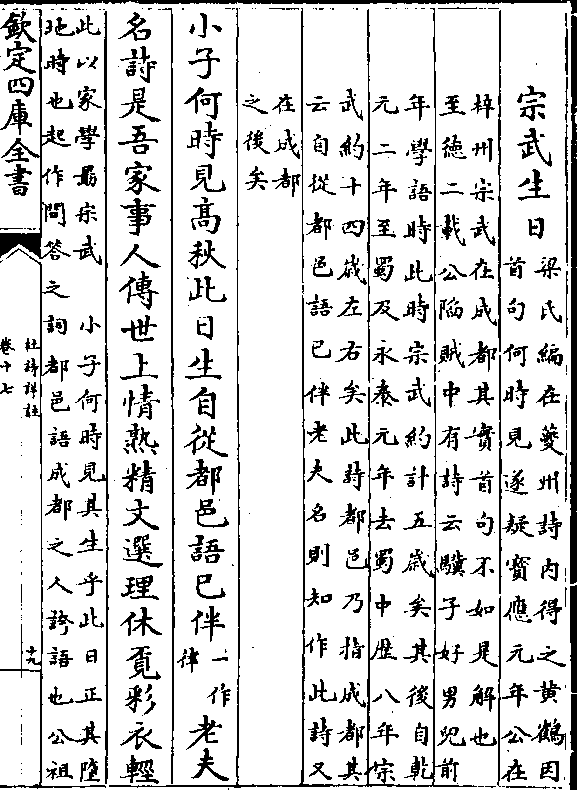 宗武生日
梁氏編在夔州詩内得之黄鶴因
首句何時見遂疑寳應元年公在
梓州宗武在成都其實首句不如是解也
至德二載公陷賊中有詩云驥子好男兒前
年學語時此時宗武約計五歲矣其後自乾
元二年至蜀及永泰元年去蜀中歴八年宗
武約十四歲左右矣此詩都邑乃指成都其
云自從都邑語已伴老夫名則知作此詩又
在成都
之後矣
小子何時見高秋此日生自從都邑語已伴
一作
律
老夫
名詩是吾家事人傳世上情熟精文選理休覔彩衣輕
此以家學朂宗武　小子何時見其生乎此日正其墮
地時也起作問答之詞都邑語成都之人誇語也公祖
欽定四庫全書
杜詩詳註
卷十七
十九